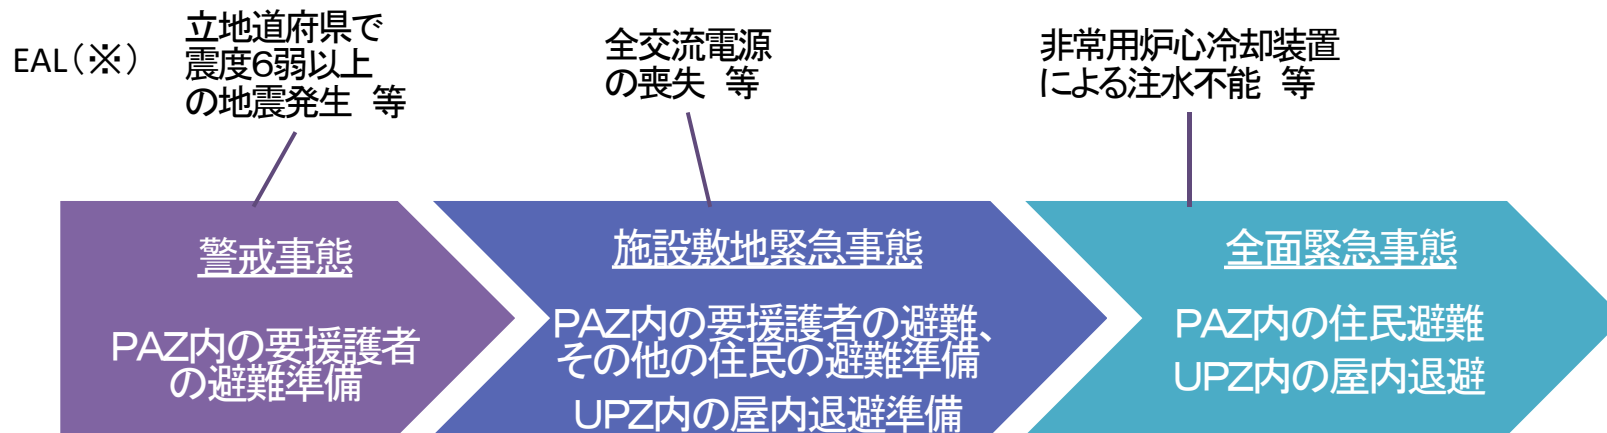 EAL(※)
立地道府県で
震度6弱以上
の地震発生 等
全交流電源
の喪失 等
非常用炉心冷却装置
による注水不能 等
警戒事態
PAZ内の要援護者
の避難準備
施設敷地緊急事態
PAZ内の要援護者の避難、
その他の住民の避難準備
UPZ内の屋内退避準備
全面緊急事態
PAZ内の住民避難
UPZ内の屋内退避